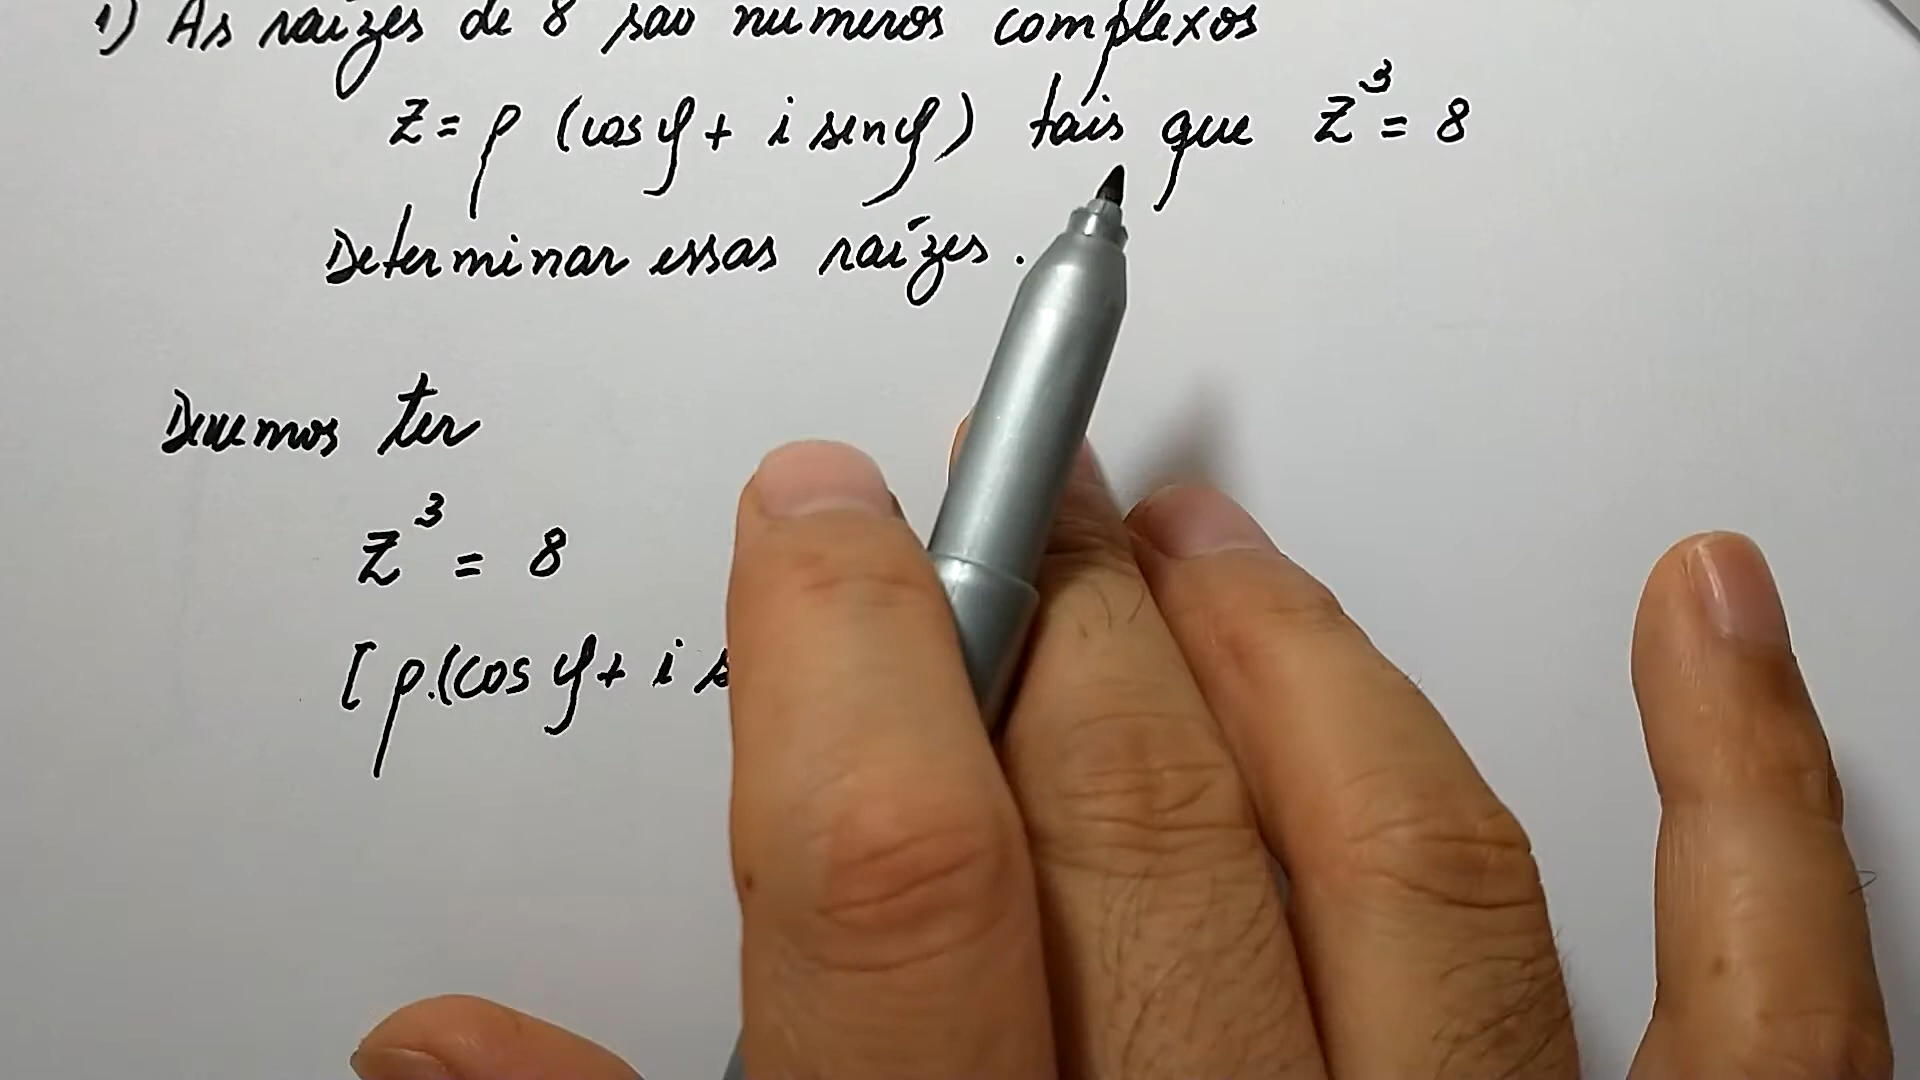 1) As raízes de 8 são números complexos
z = ρ (cos φ + i sen φ) tais que z³ = 8
Determinar essas raízes.
Devemos ter
z³ = 8
[ρ.(cos φ + i s